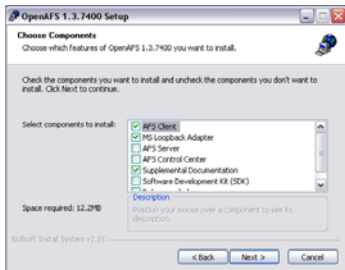 OpenAFS 1.3.7400 Setup
Choose Components
Choose which features of OpenAFS 1.3.7400 you want to install.
Check the components you want to install and uncheck the components you don't want to
install. Click Next to continue.
Select components to install:
AFS Client
MS Loopback Adapter
AFS Server
AFS Control Center
Supplemental Documentation
Software Development Kit (SDK)
Space required: 12.2MB
Description
Position your mouse over a component to see its
description.
Nullsoft Install System v2.01
< Back
Next >
Cancel